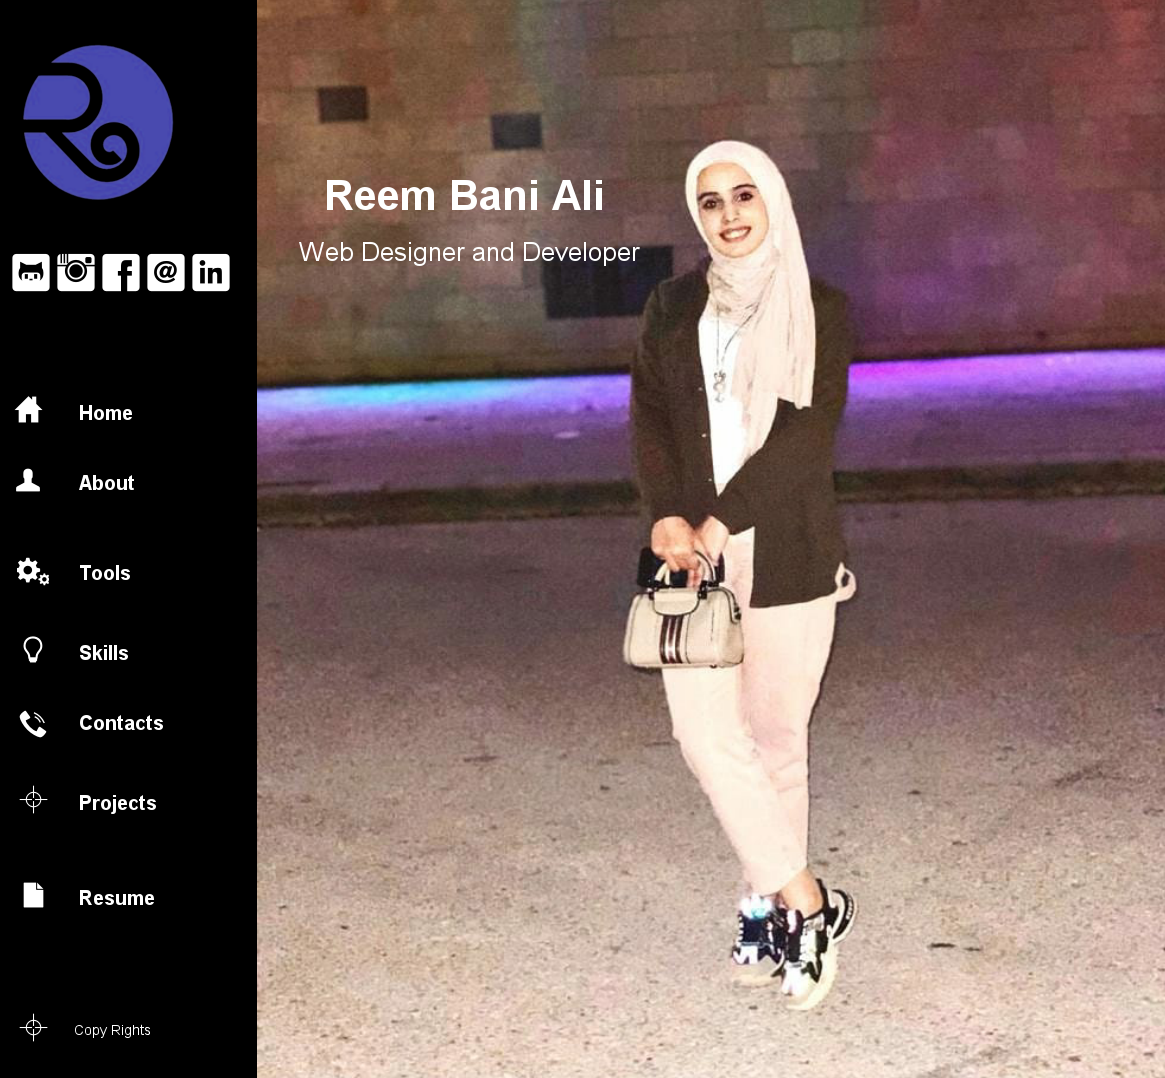 Reem Bani Ali
Web Designer and Developer
Home
About
Tools
Skills
Contacts
Projects
Resume
Copy Rights